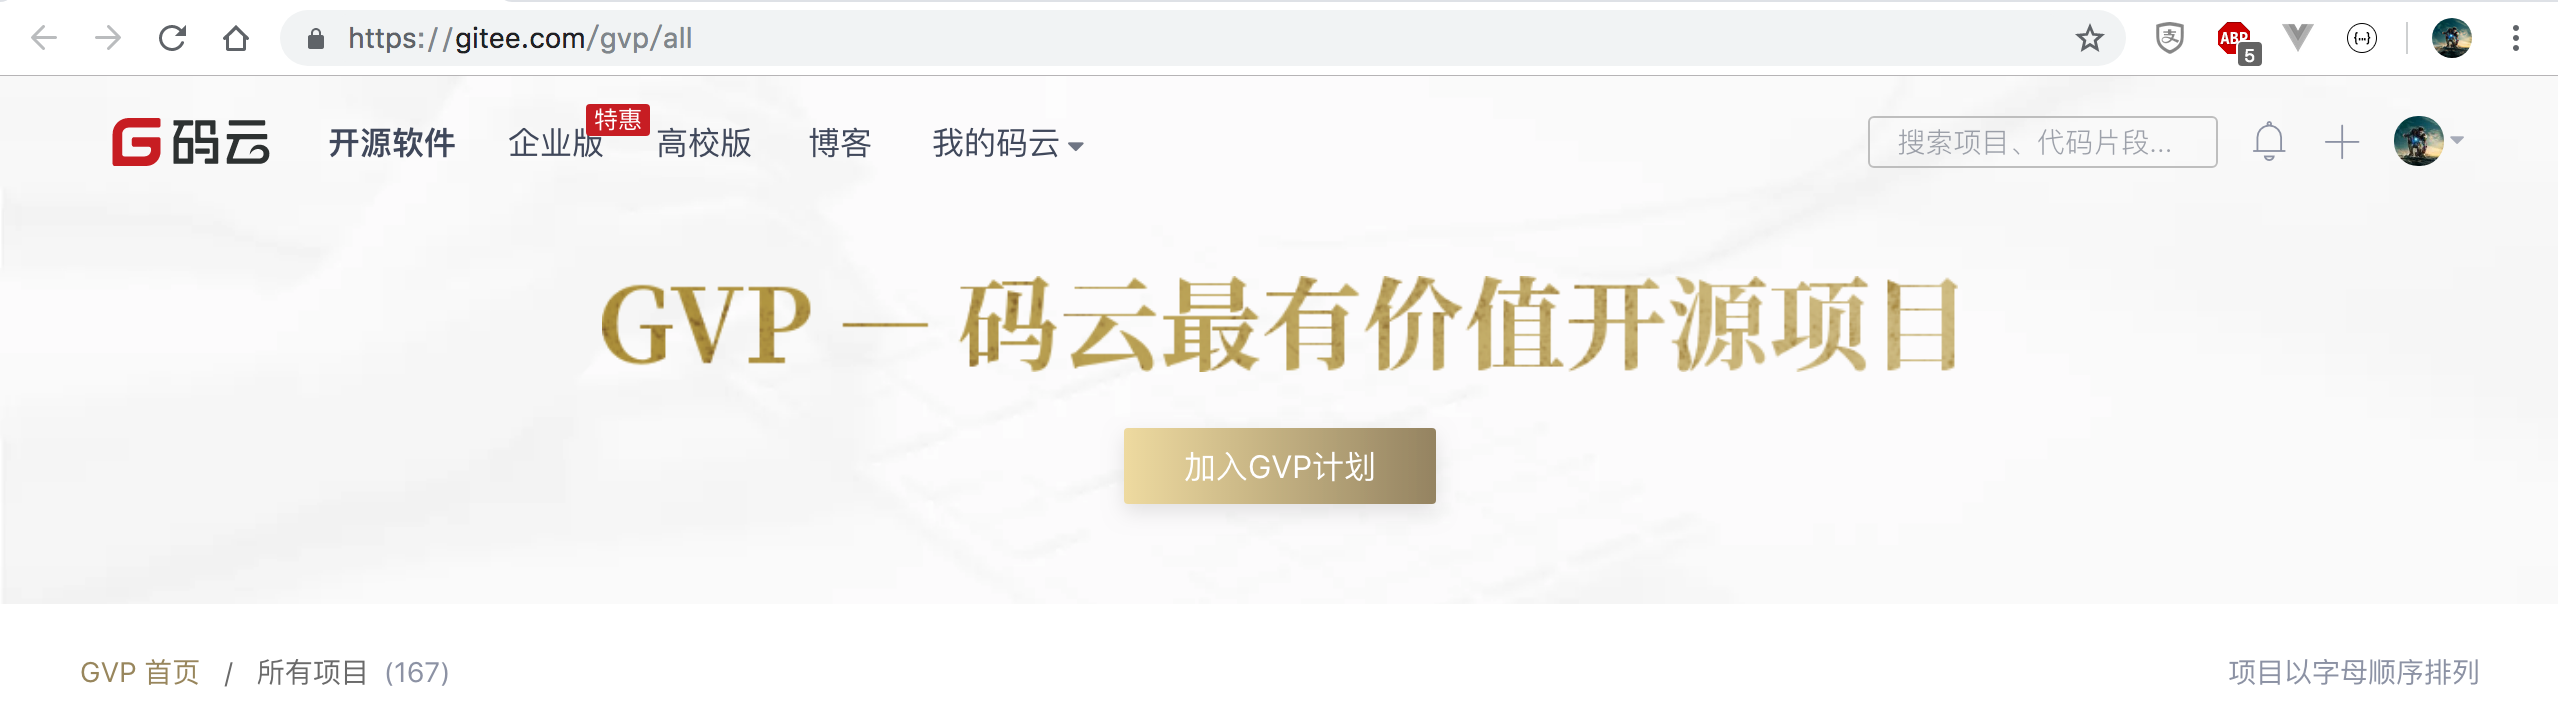 https://gitee.com/gvp/all
ABP
5
G码云
开源软件 企业版 特惠 高校版 博客 我的码云
搜索项目、代码片段...
GVP — 码云最有价值开源项目
加入GVP计划
GVP 首页 / 所有项目 (167)
项目以字母顺序排列